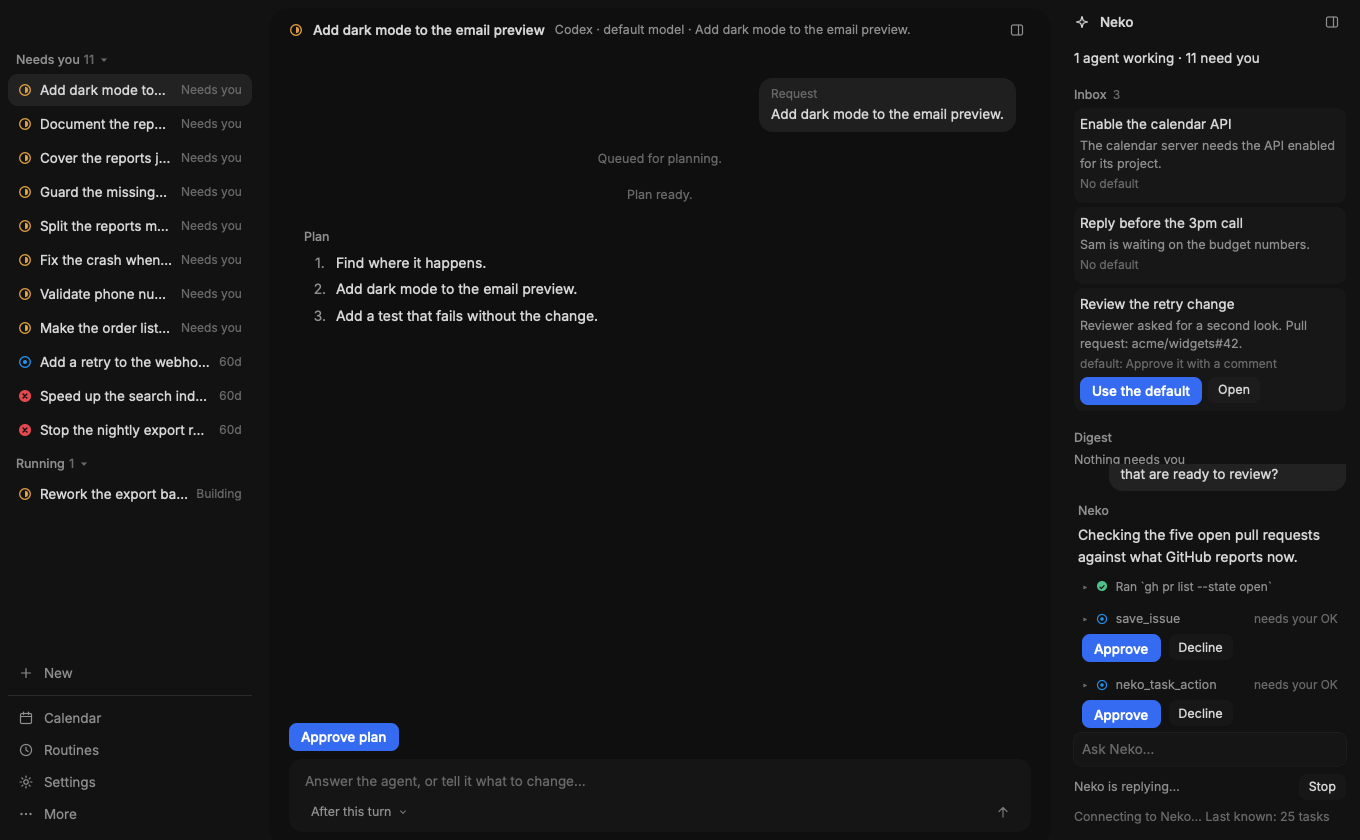 Needs you 11
Add dark mode to... Needs you
Document the rep... Needs you
Cover the reports j... Needs you
Guard the missing... Needs you
Split the reports m... Needs you
Fix the crash when... Needs you
Validate phone nu... Needs you
Make the order list... Needs you
Add a retry to the webho... 60d
Speed up the search ind... 60d
Stop the nightly export r... 60d
Running 1
Rework the export ba... Building
New
Calendar
Routines
Settings
More
Add dark mode to the email preview Codex · default model · Add dark mode to the email preview.
Request
Add dark mode to the email preview.
Queued for planning.
Plan ready.
Plan
1. Find where it happens.
2. Add dark mode to the email preview.
3. Add a test that fails without the change.
Approve plan
Answer the agent, or tell it what to change...
After this turn
Neko
1 agent working · 11 need you
Inbox 3
Enable the calendar API
The calendar server needs the API enabled
for its project.
No default
Reply before the 3pm call
Sam is waiting on the budget numbers.
No default
Review the retry change
Reviewer asked for a second look. Pull
request: acme/widgets#42.
default: Approve it with a comment
Use the default Open
Digest
Nothing needs you
that are ready to review?
Neko
Checking the five open pull requests
against what GitHub reports now.
Ran `gh pr list --state open`
save_issue needs your OK
Approve Decline
neko_task_action needs your OK
Approve Decline
Ask Neko...
Neko is replying... Stop
Connecting to Neko... Last known: 25 tasks